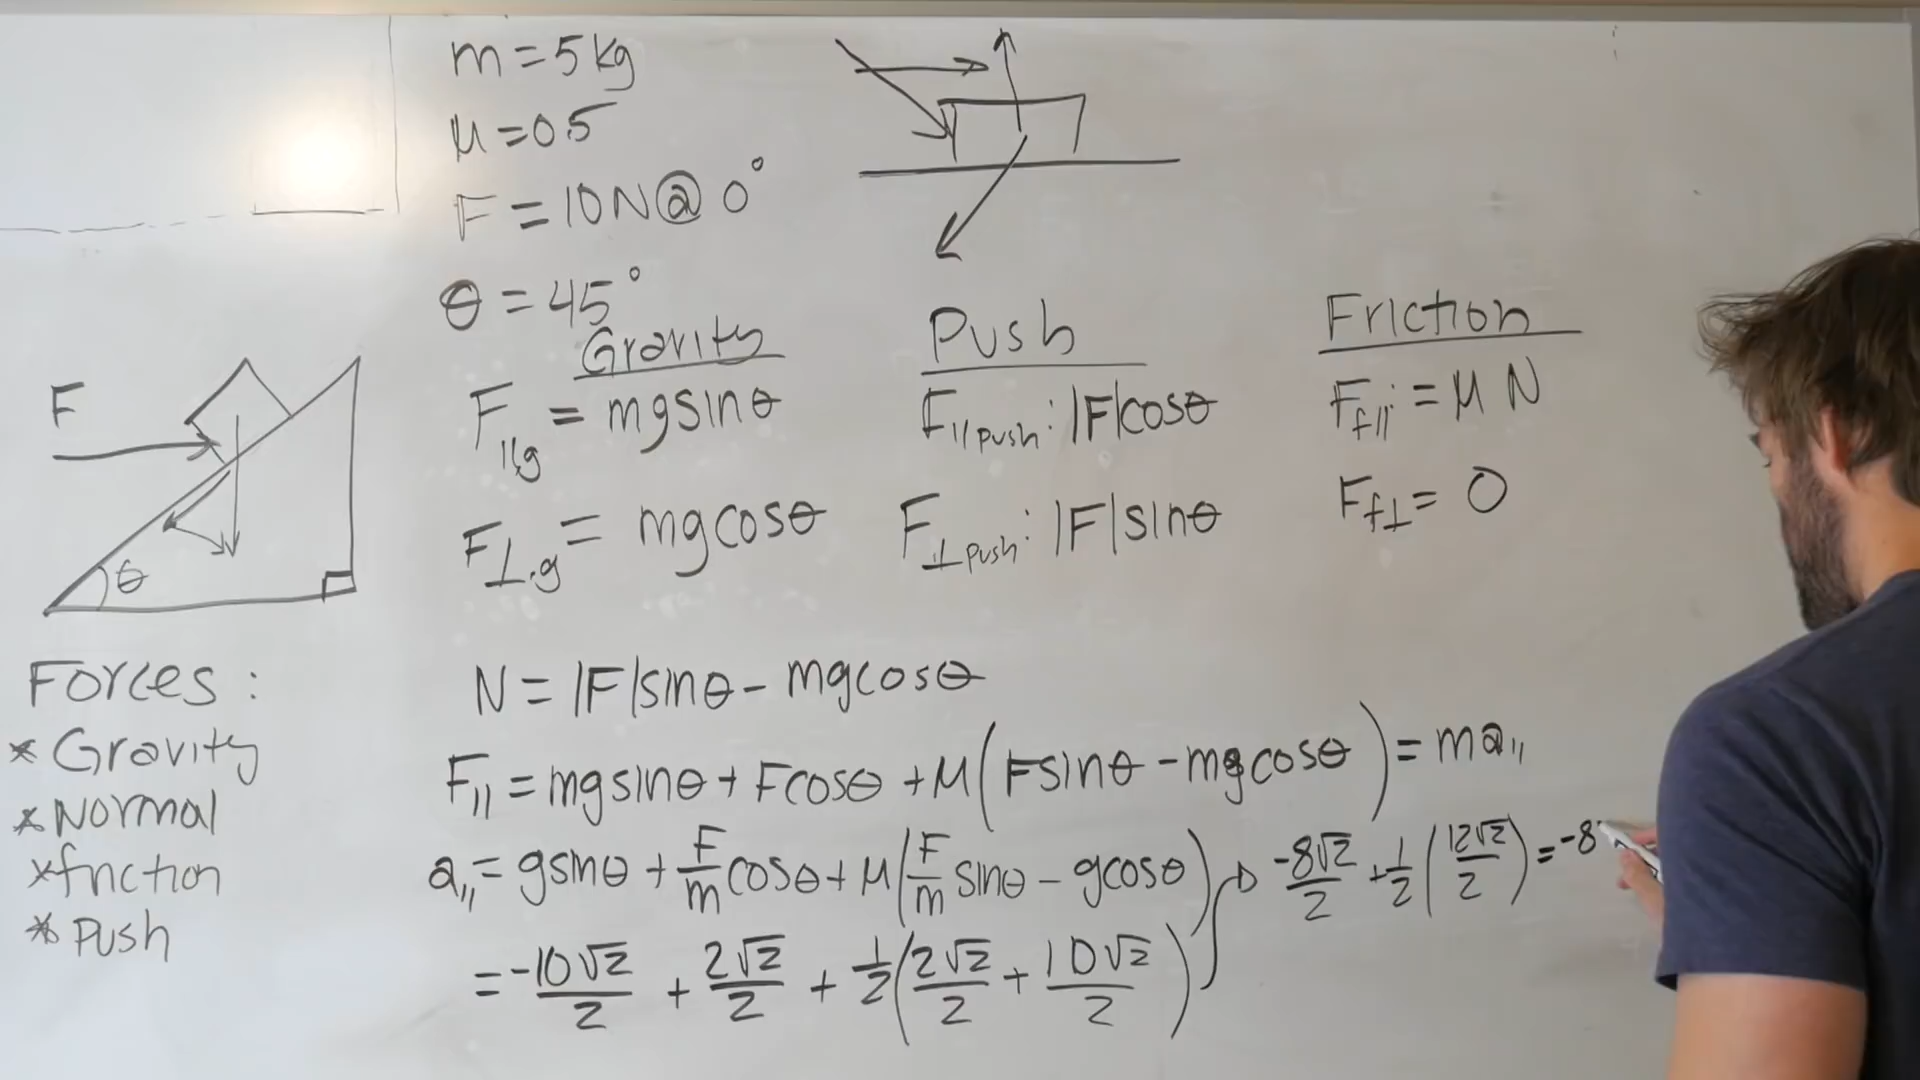 m = 5 kg
μ = 0.5
F = 10 N @ 0°
θ = 45°
F
θ
Forces :
* Gravity
* Normal
* friction
* Push
Gravity
F∥g = mg sinθ
F⊥g = mg cosθ
Push
F∥push : |F| cosθ
F⊥push : |F| sinθ
Friction
Ff∥ = μ N
Ff⊥ = 0
N = |F| sinθ - mg cosθ
F∥ = mg sinθ + F cosθ + μ(F sinθ - mg cosθ) = ma∥
a∥ = g sinθ + F/m cosθ + μ(F/m sinθ - g cosθ)
= -10√2/2 + 2√2/2 + 1/2(2√2/2 + 10√2/2)
-8√2/2 + 1/2(12√2/2) = -8